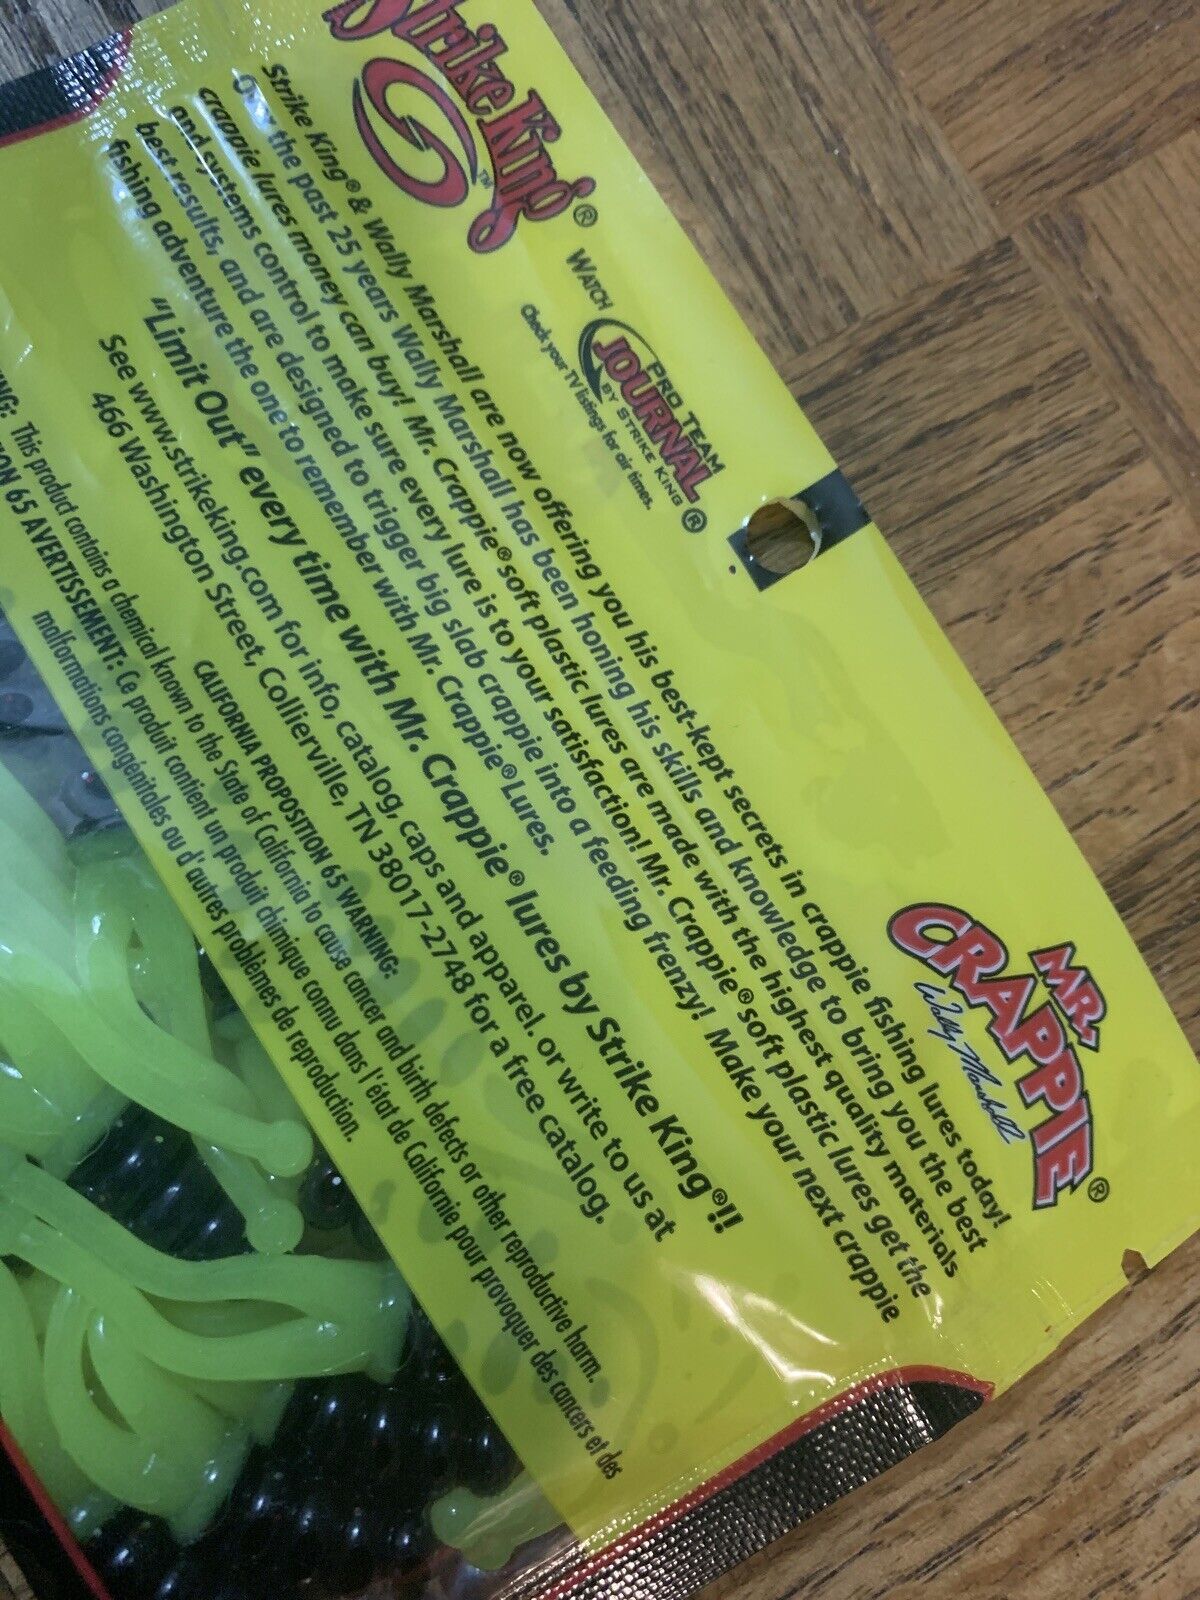 Strike King®
™
WATCH
PRO TEAM
JOURNAL®
BY STRIKE KING
Check your TV listings for air times.
MR.
CRAPPIE®
Wally Marshall
Strike King® & Wally Marshall are now offering you his best-kept secrets in crappie fishing lures today!
Over the past 25 years Wally Marshall has been honing his skills and knowledge to bring you the best
crappie lures money can buy! Mr. Crappie® soft plastic lures are made with the highest quality materials
and systems control to make sure every lure is to your satisfaction! Mr. Crappie® soft plastic lures get the
best results, and are designed to trigger big slab crappie into a feeding frenzy! Make your next crappie
fishing adventure the one to remember with Mr. Crappie® Lures.
"Limit Out" every time with Mr. Crappie® lures by Strike King®!!
See www.strikeking.com for info, catalog, caps and apparel. or write to us at
466 Washington Street, Collierville, TN 38017-2748 for a free catalog.
CALIFORNIA PROPOSITION 65 WARNING:
NG: This product contains a chemical known to the State of California to cause cancer and birth defects or other reproductive harm.
ON 65 AVERTISSEMENT: Ce produit contient un produit chimique connu dans l'état de Californie pour provoquer des cancers et des
malformations congénitales ou d'autres problèmes de reproduction.